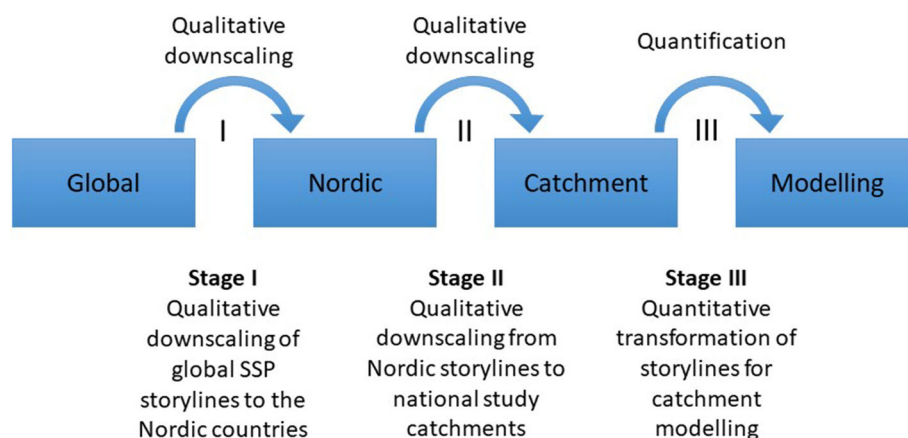 Qualitative
downscaling
Qualitative
downscaling
Quantification
I
II
III
Global
Nordic
Catchment
Modelling
Stage I
Qualitative
downscaling of
global SSP
storylines to the
Nordic countries
Stage II
Qualitative
downscaling from
Nordic storylines to
national study
catchments
Stage III
Quantitative
transformation of
storylines for
catchment
modelling